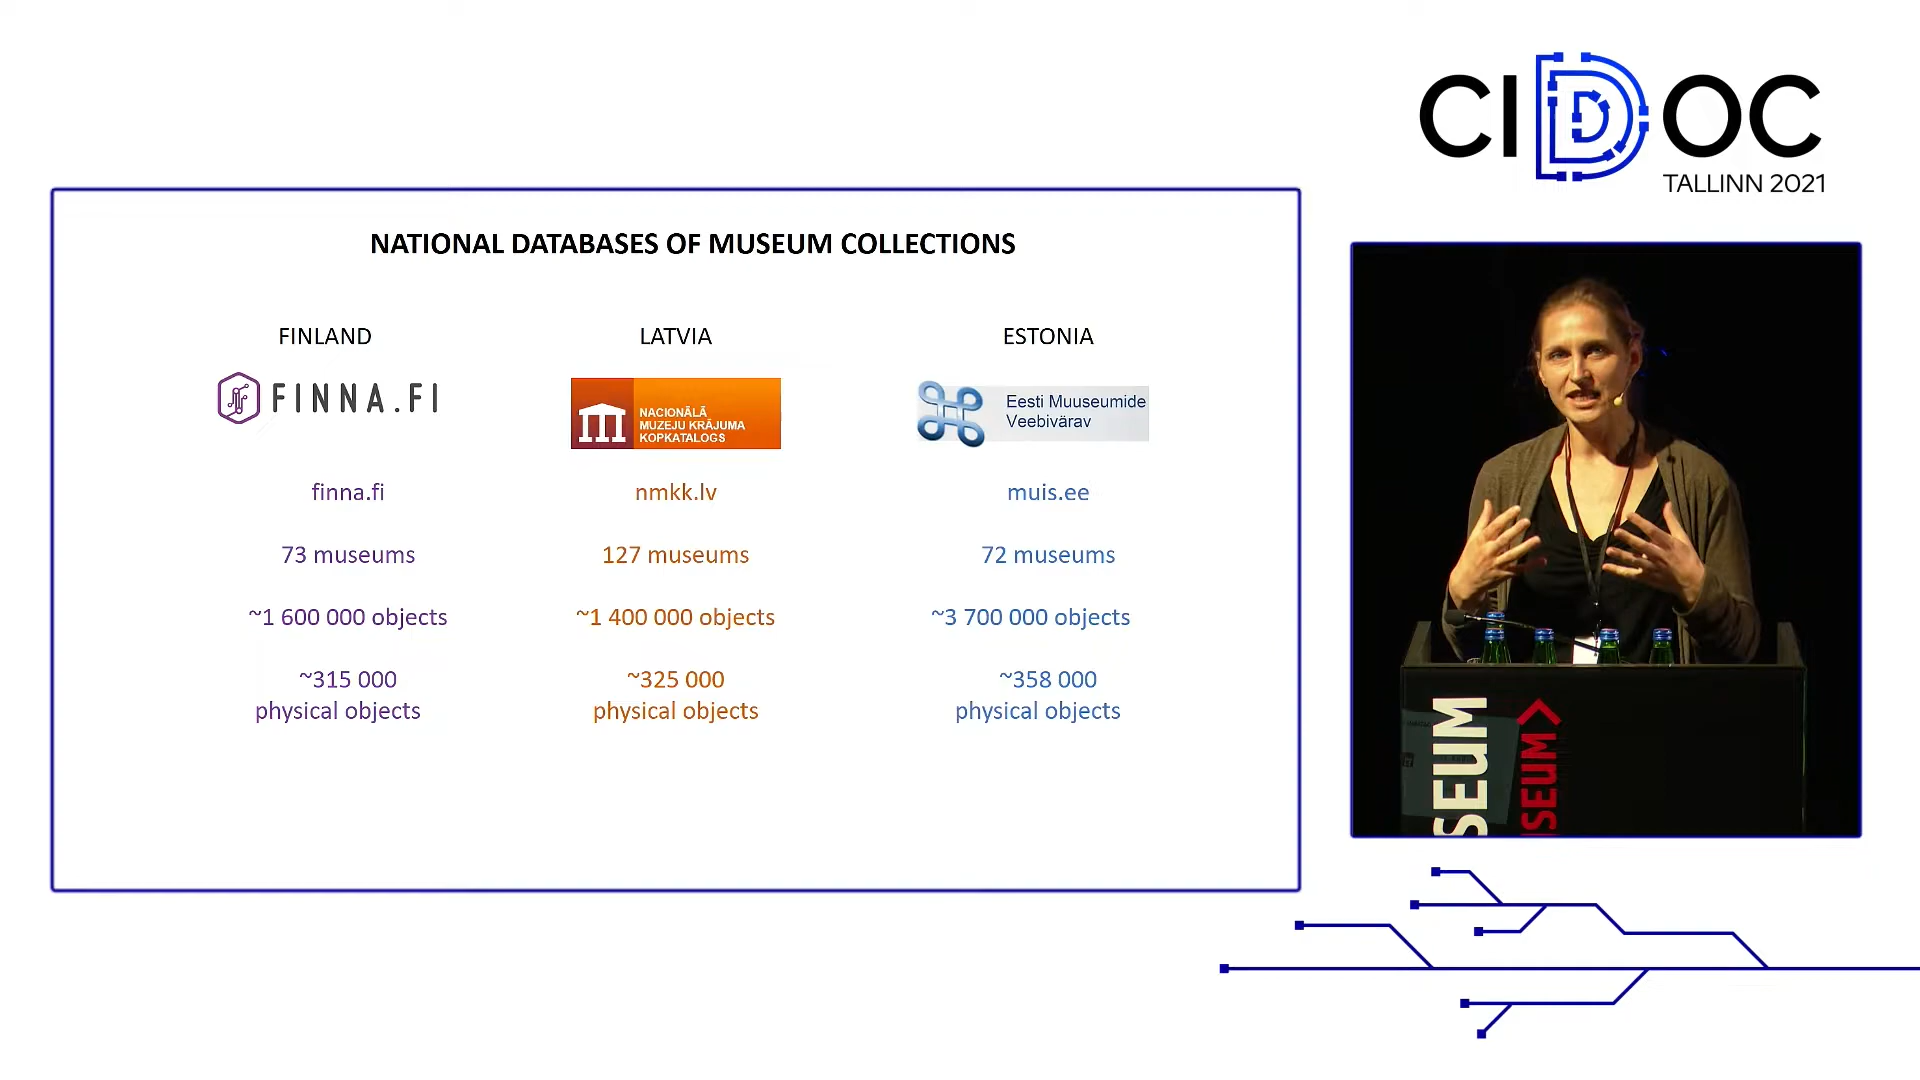 CIDOC
TALLINN 2021
NATIONAL DATABASES OF MUSEUM COLLECTIONS
FINLAND
LATVIA
ESTONIA
FINNA.FI
NACIONĀLĀ
MUZEJU KRĀJUMA
KOPKATALOGS
Eesti Muuseumide
Veebivärav
finna.fi
nmkk.lv
muis.ee
73 museums
127 museums
72 museums
~1 600 000 objects
~1 400 000 objects
~3 700 000 objects
~315 000
physical objects
~325 000
physical objects
~358 000
physical objects
SEUM
SEUM